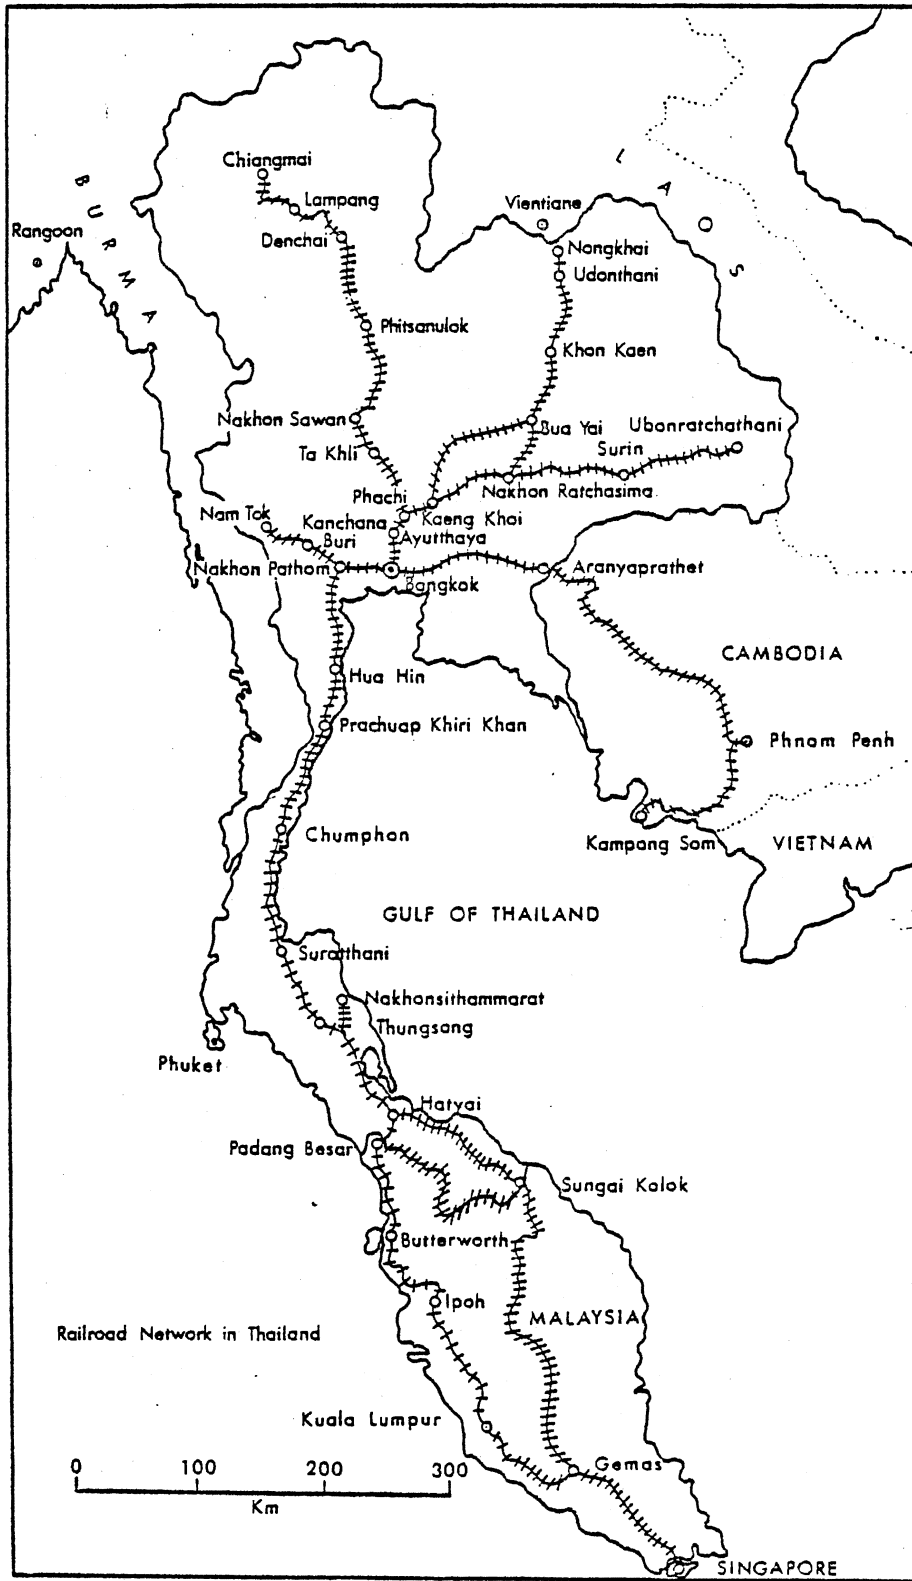 Chiangmai
Lampang
Denchai
BURMA
Rangoon
LAOS
Vientiane
Nongkhai
Udonthani
Phitsanulok
Khon Kaen
Nakhon Sawan
Bua Yai
Ubonratchathani
Surin
Ta Khli
Phachi
Nakhon Ratchasima
Nam Tok
Kanchana
Buri
Kaeng Khoi
Ayutthaya
Nakhon Pathom
Bangkok
Aranyaprathet
CAMBODIA
Hua Hin
Prachuap Khiri Khan
Phnam Penh
Chumphon
Kampang Som
VIETNAM
GULF OF THAILAND
Suratthani
Nakhonsithammarat
Thungsong
Phuket
Hatyai
Padang Besar
Sungai Kolok
Butterworth
Ipoh
MALAYSIA
Railroad Network in Thailand
Kuala Lumpur
Gemas
0 100 200 300
Km
SINGAPORE